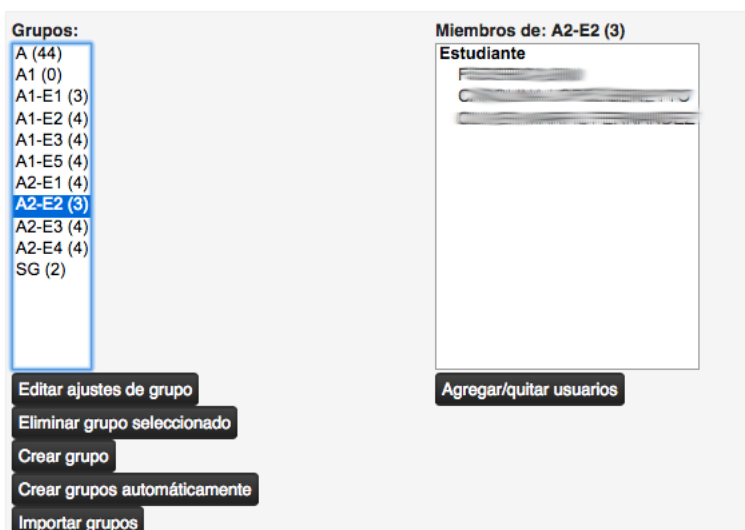 Grupos:
A (44)
A1 (0)
A1-E1 (3)
A1-E2 (4)
A1-E3 (4)
A1-E5 (4)
A2-E1 (4)
A2-E2 (3)
A2-E3 (4)
A2-E4 (4)
SG (2)
Editar ajustes de grupo
Eliminar grupo seleccionado
Crear grupo
Crear grupos automáticamente
Importar grupos
Miembros de: A2-E2 (3)
Estudiante
Agregar/quitar usuarios